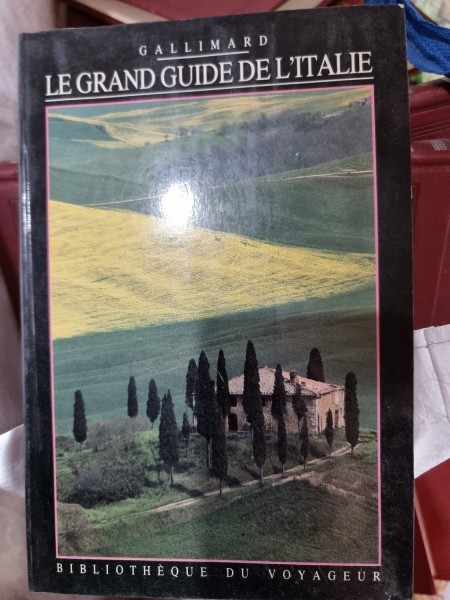 GALLIMARD
LE GRAND GUIDE DE L'ITALIE
BIBLIOTHÈQUE DU VOYAGEUR